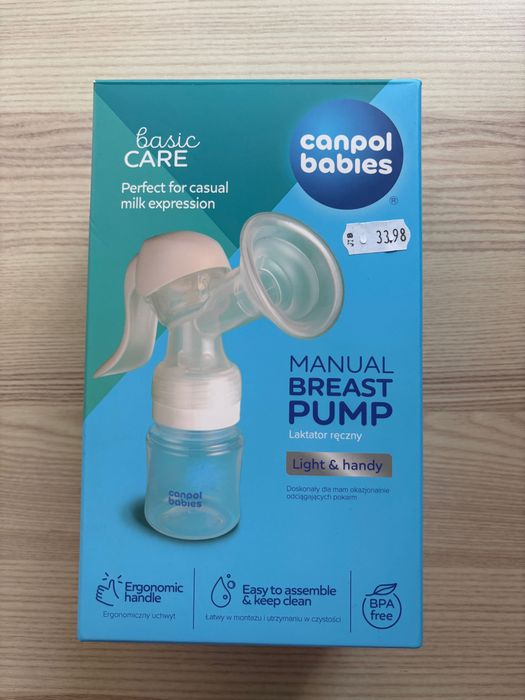 basic
CARE
Perfect for casual
milk expression
canpol
babies
®
33.98
MANUAL
BREAST
PUMP
Laktator ręczny
Light & handy
Doskonały dla mam okazjonalnie
odciągających pokarm
canpol
babies
Ergonomic
handle
Ergonomiczny uchwyt
Easy to assemble
& keep clean
Łatwy w montażu i utrzymaniu w czystości
BPA
free